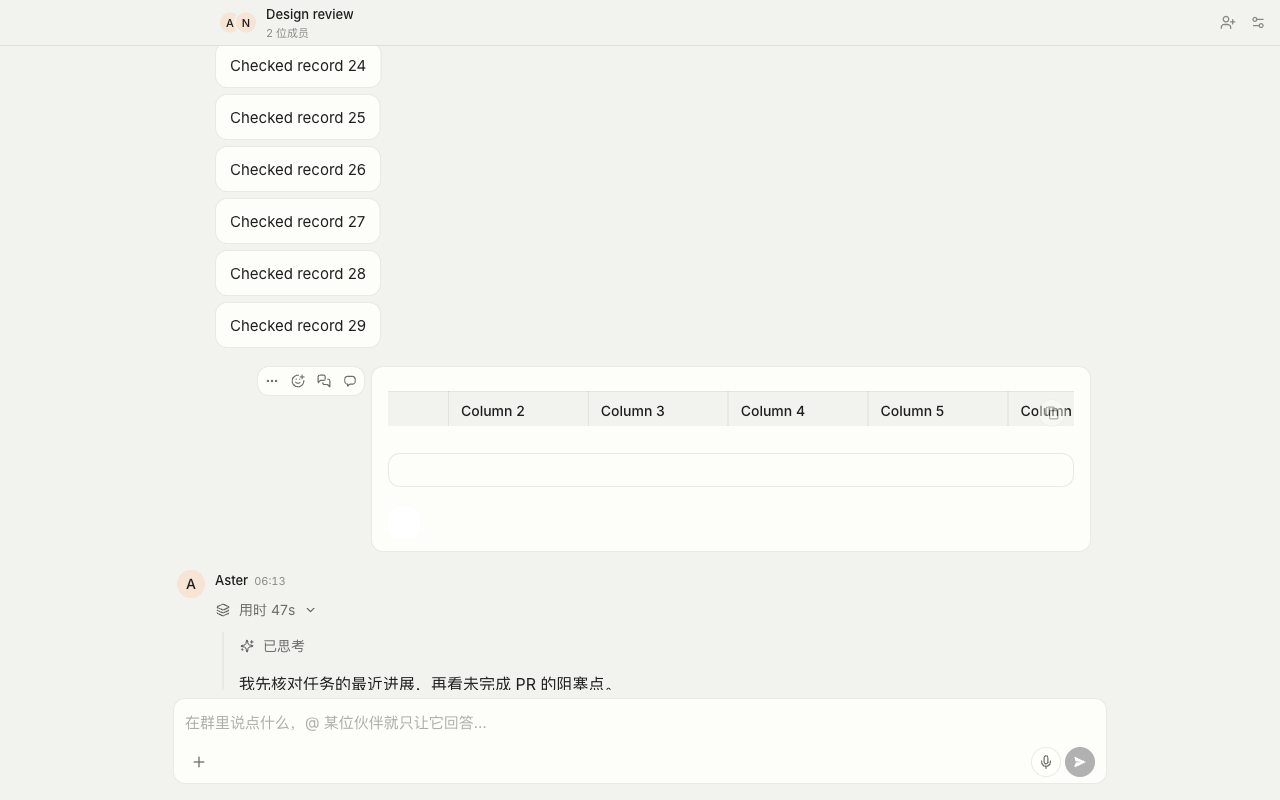 A N
Design review
2 位成员
Checked record 24
Checked record 25
Checked record 26
Checked record 27
Checked record 28
Checked record 29
Column 2 Column 3 Column 4 Column 5 Column
A
Aster 06:13
用时 47s
已思考
我先核对任务的最近进展，再看未完成 PR 的阻塞点。
在群里说点什么，@ 某位伙伴就只让它回答...